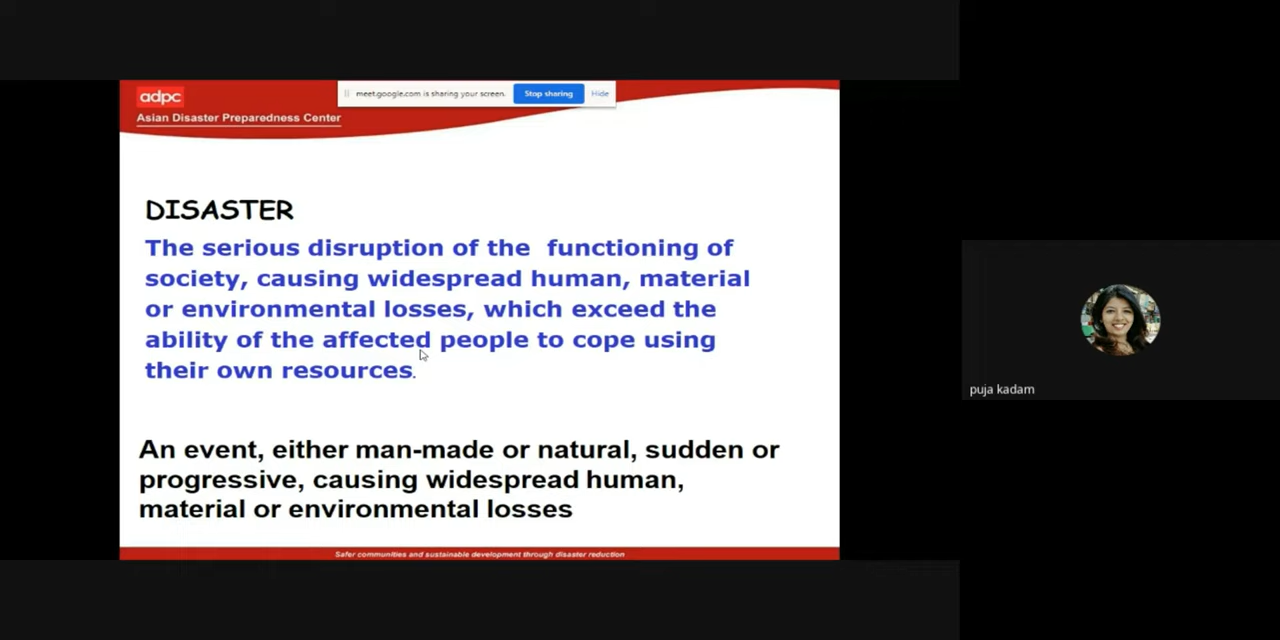 adpc
Asian Disaster Preparedness Center
meet.google.com is sharing your screen. Stop sharing Hide
DISASTER
The serious disruption of the functioning of
society, causing widespread human, material
or environmental losses, which exceed the
ability of the affected people to cope using
their own resources.
An event, either man-made or natural, sudden or
progressive, causing widespread human,
material or environmental losses
Safer communities and sustainable development through disaster reduction
puja kadam